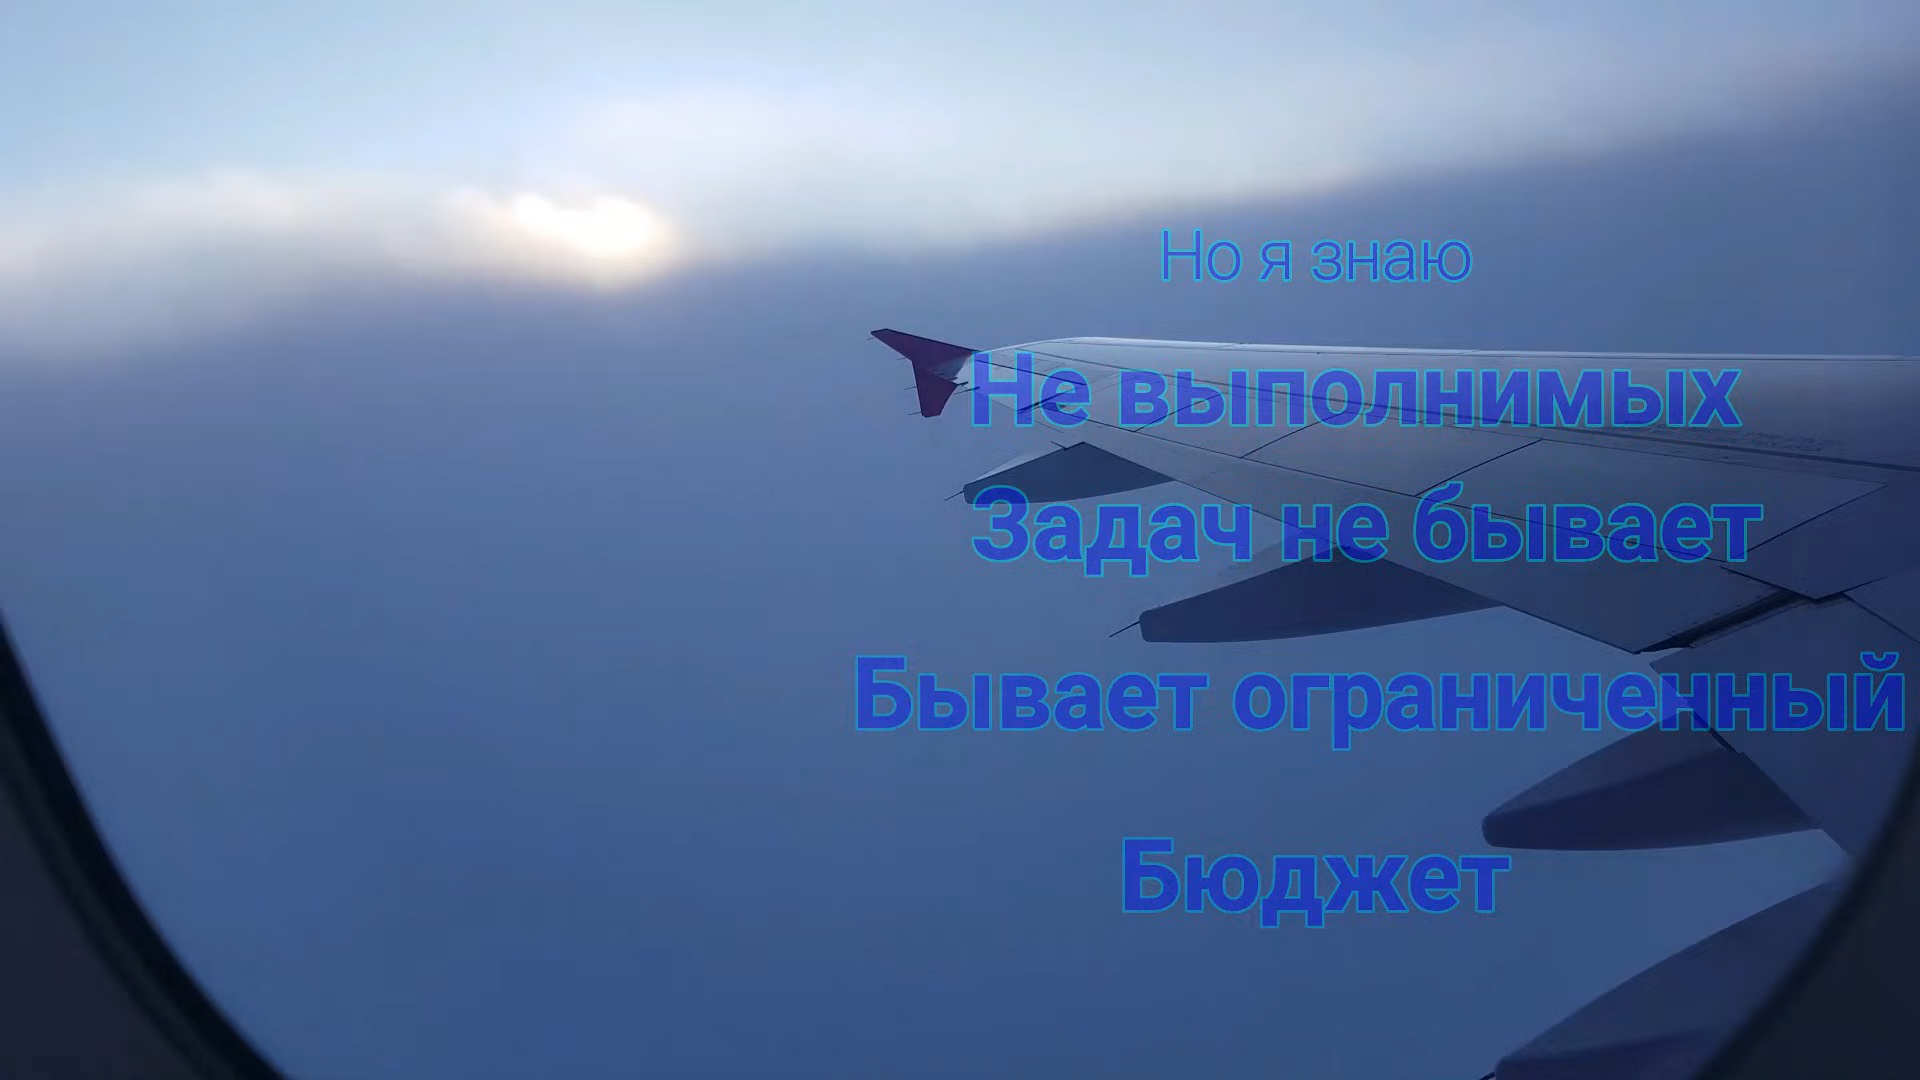 Но я знаю
Не выполнимых
Задач не бывает
Бывает ограниченный
Бюджет